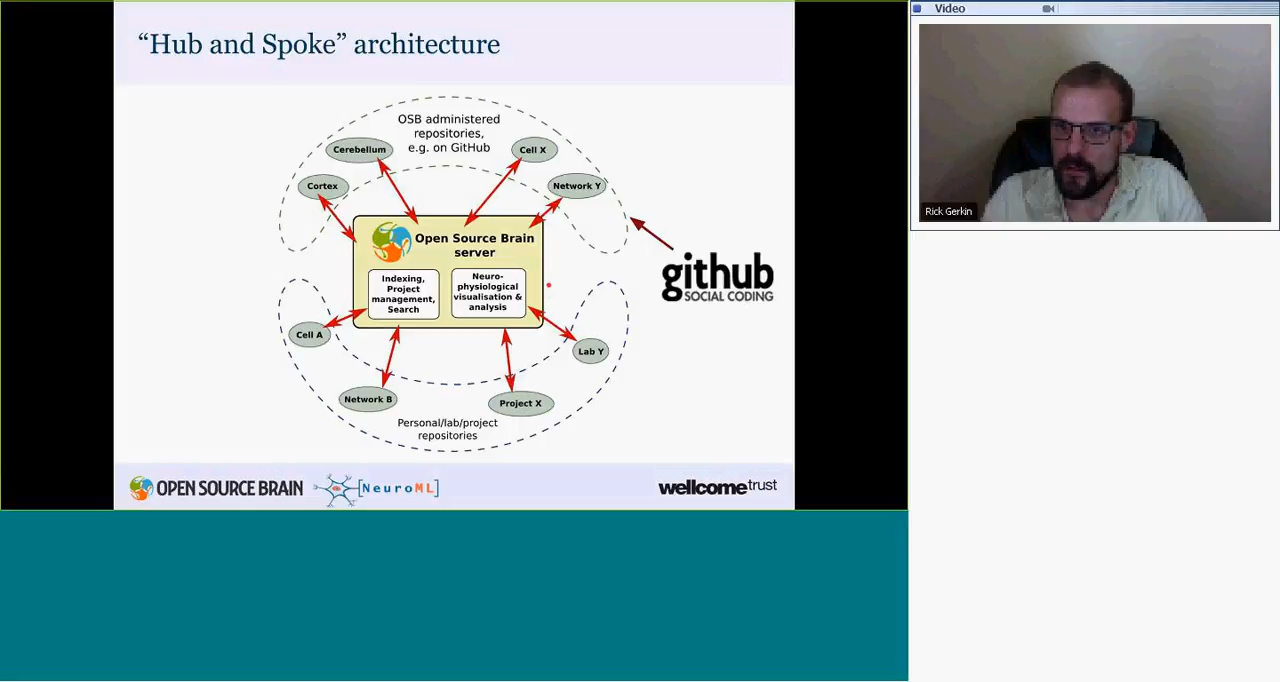 “Hub and Spoke” architecture
OSB administered
repositories,
e.g. on GitHub
Cerebellum
Cell X
Cortex
Network Y
Open Source Brain
server
Indexing,
Project
management,
Search
Neuro-
physiological
visualisation &
analysis
github
SOCIAL CODING
Cell A
Lab Y
Network B
Project X
Personal/lab/project
repositories
OPEN SOURCE BRAIN
[NeuroML]
wellcometrust
Video
Rick Gerkin